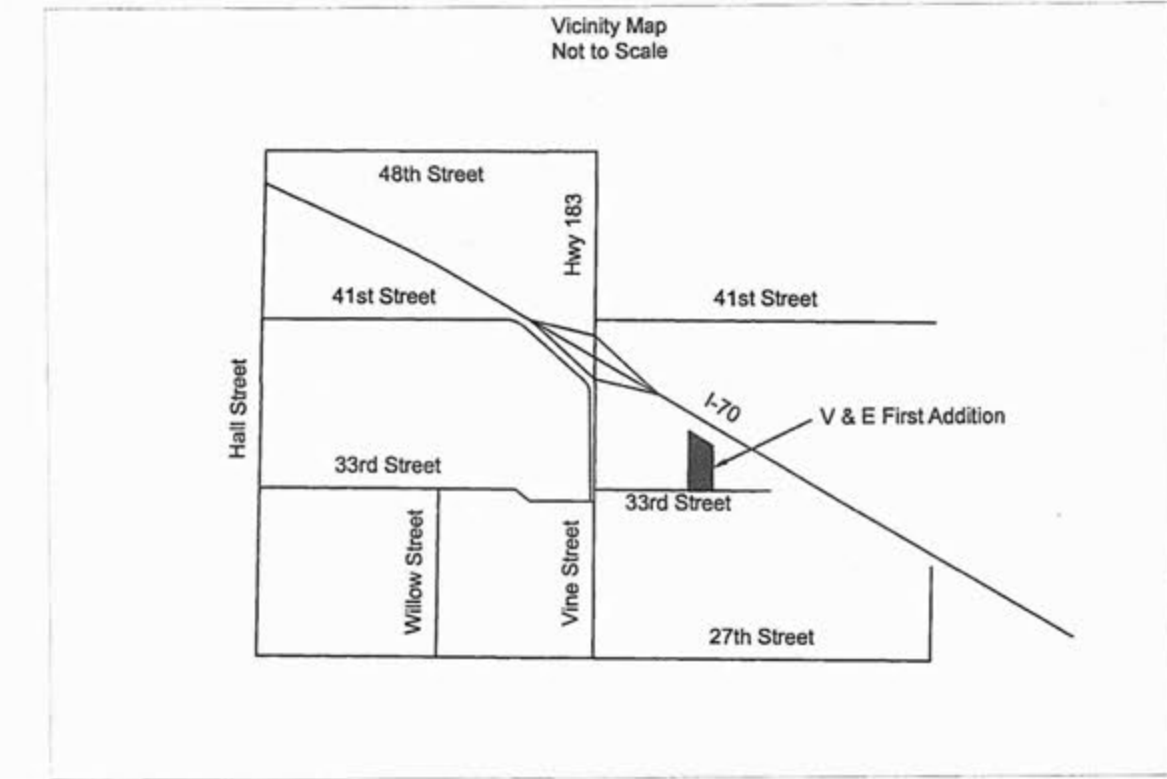 Vicinity Map
Not to Scale
48th Street
Hwy 183
41st Street
41st Street
Hall Street
I-70
V & E First Addition
33rd Street
33rd Street
Willow Street
Vine Street
27th Street